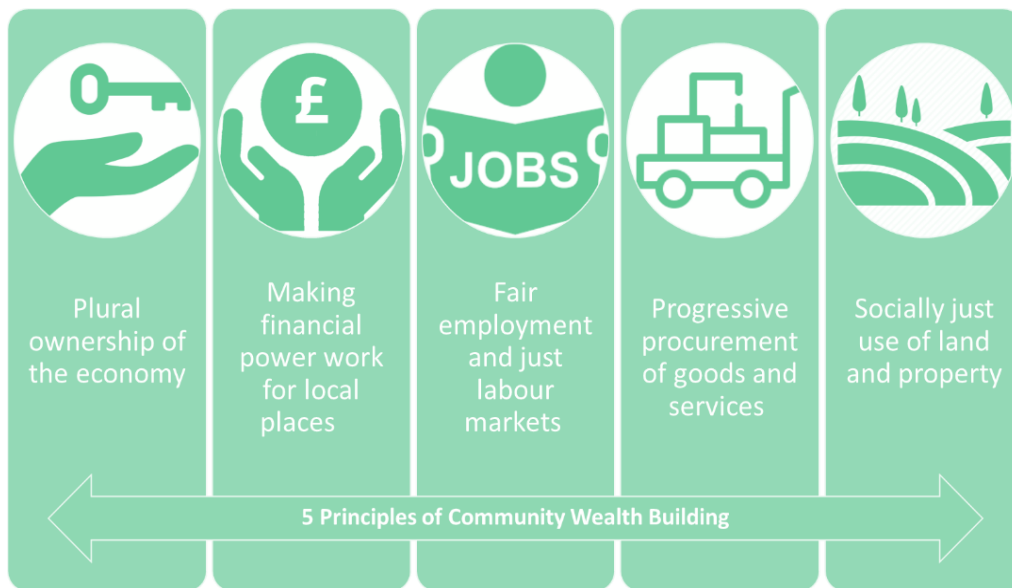 £
JOBS
Plural
ownership of
the economy
Making
financial
power work
for local
places
Fair
employment
and just
labour
markets
Progressive
procurement
of goods and
services
Socially just
use of land
and property
5 Principles of Community Wealth Building